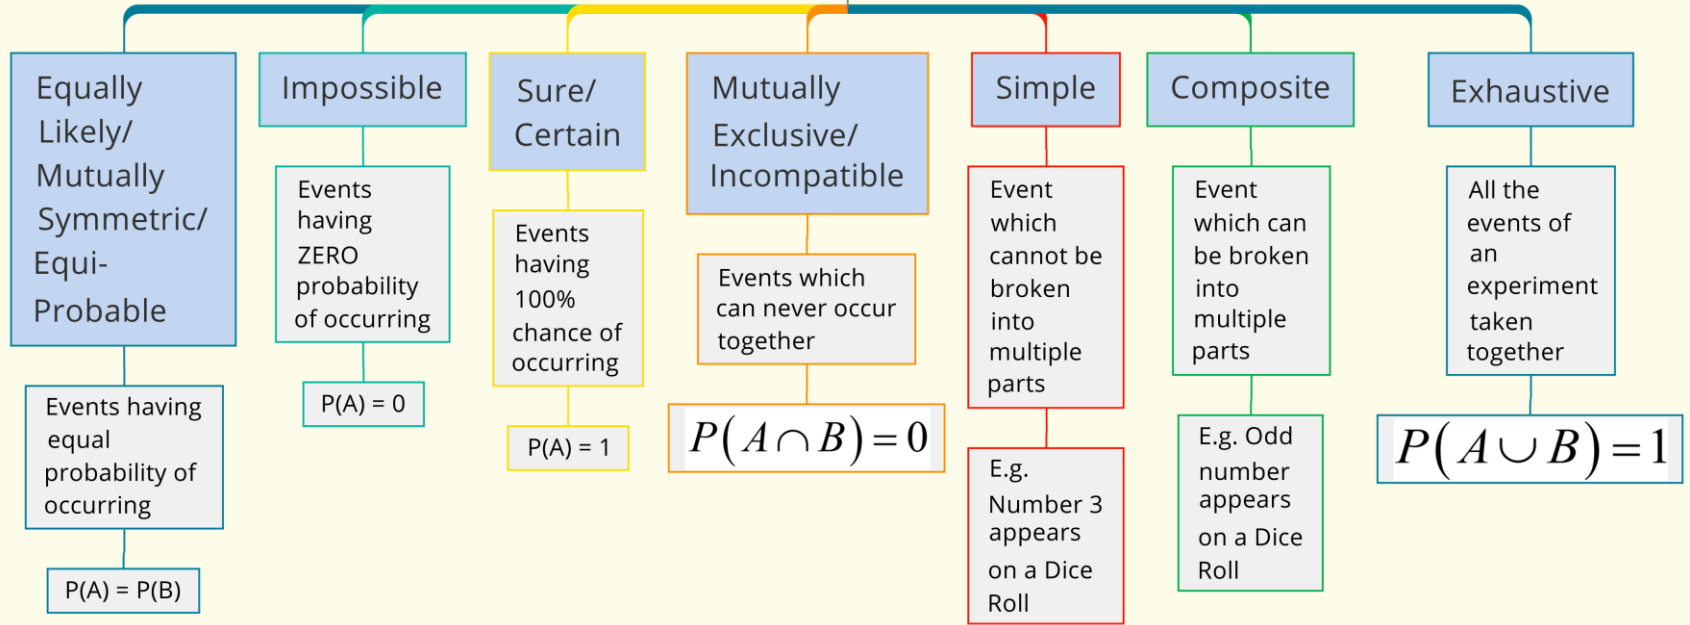 Equally
Likely/
Mutually
Symmetric/
Equi-
Probable
Events having
equal
probability of
occurring
P(A) = P(B)
Impossible
Events
having
ZERO
probability
of occurring
P(A) = 0
Sure/
Certain
Events
having
100%
chance of
occurring
P(A) = 1
Mutually
Exclusive/
Incompatible
Events which
can never occur
together
P(A ∩ B) = 0
Simple
Event
which
cannot be
broken
into
multiple
parts
E.g.
Number 3
appears
on a Dice
Roll
Composite
Event
which can
be broken
into
multiple
parts
E.g. Odd
number
appears
on a Dice
Roll
Exhaustive
All the
events of
an
experiment
taken
together
P(A ∪ B) = 1